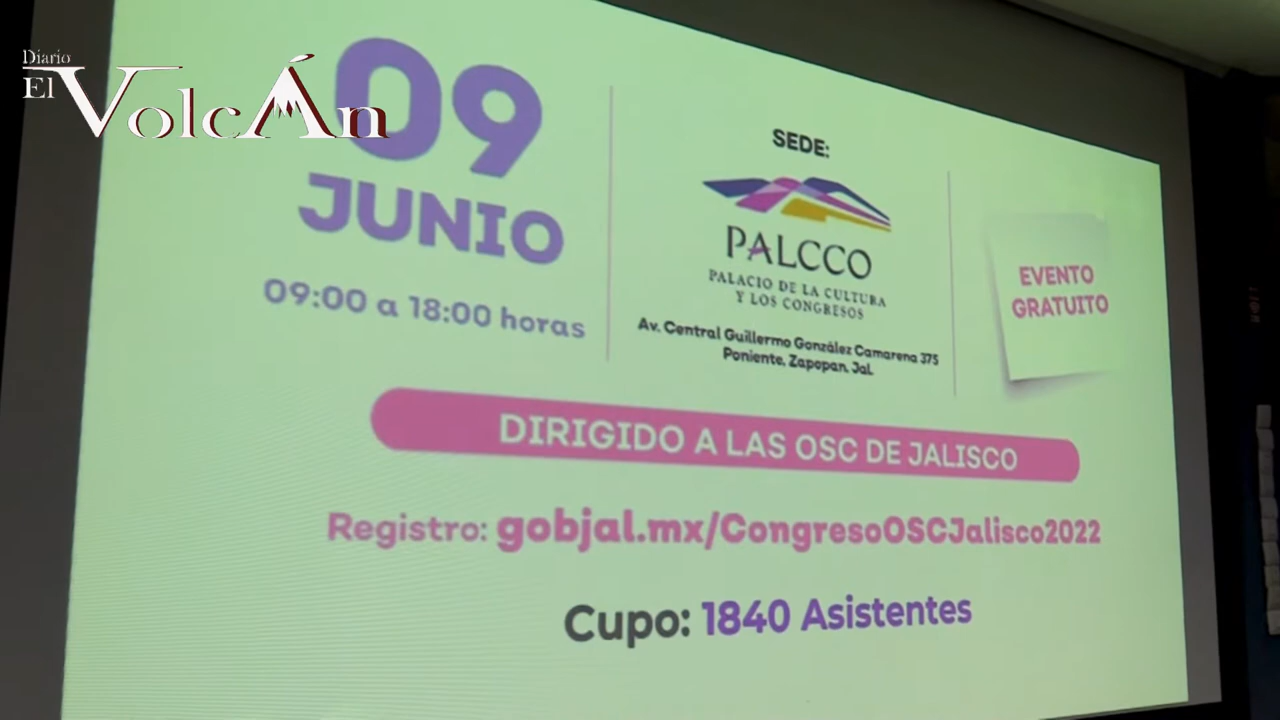 Diario
El VolcÁn
09
JUNIO
09:00 a 18:00 horas
SEDE:
PALCCO
PALACIO DE LA CULTURA
Y LOS CONGRESOS
Av. Central Guillermo González Camarena 375
Poniente, Zapopan, Jal.
EVENTO
GRATUITO
DIRIGIDO A LAS OSC DE JALISCO
Registro: gobjal.mx/CongresoOSCJalisco2022
Cupo: 1840 Asistentes